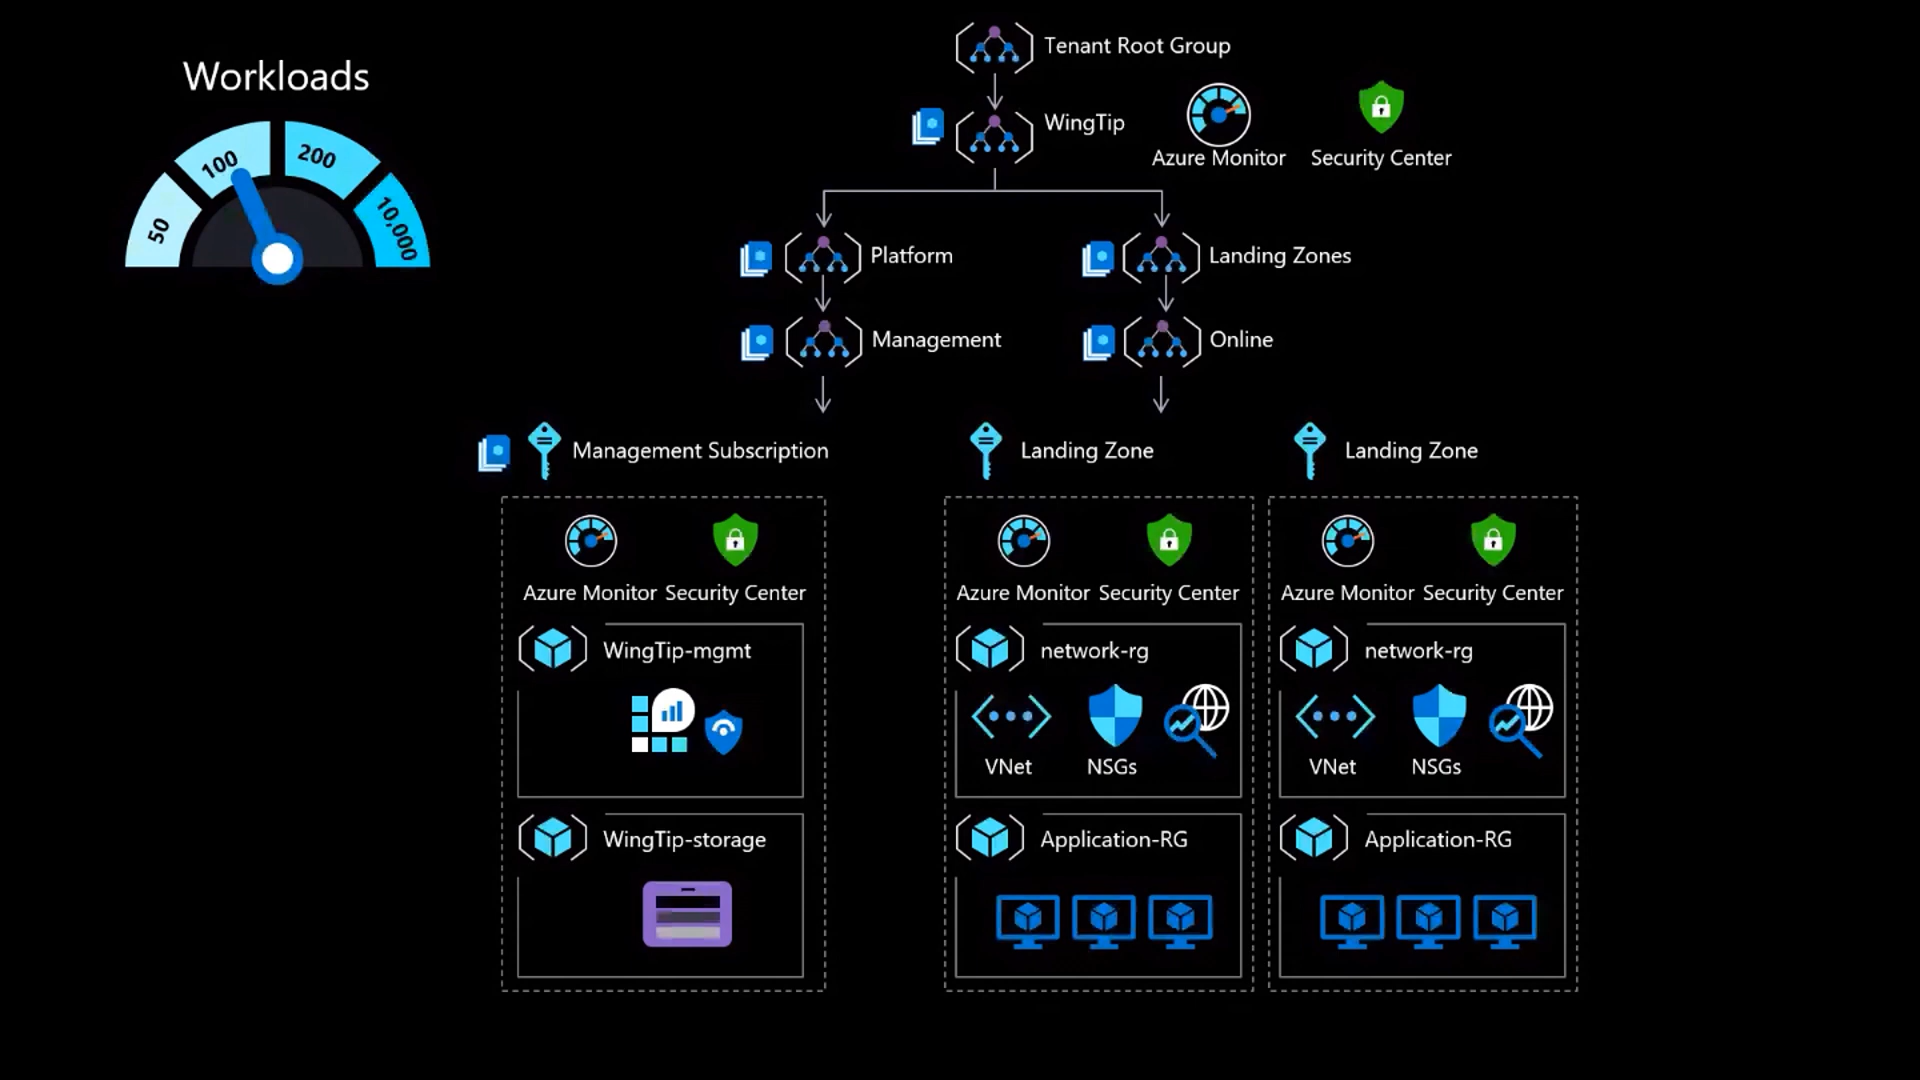 Workloads
50
100
200
10,000
Tenant Root Group
WingTip
Azure Monitor
Security Center
Platform
Landing Zones
Management
Online
Management Subscription
Landing Zone
Landing Zone
Azure Monitor Security Center
Azure Monitor Security Center
Azure Monitor Security Center
WingTip-mgmt
network-rg
network-rg
VNet
NSGs
VNet
NSGs
WingTip-storage
Application-RG
Application-RG